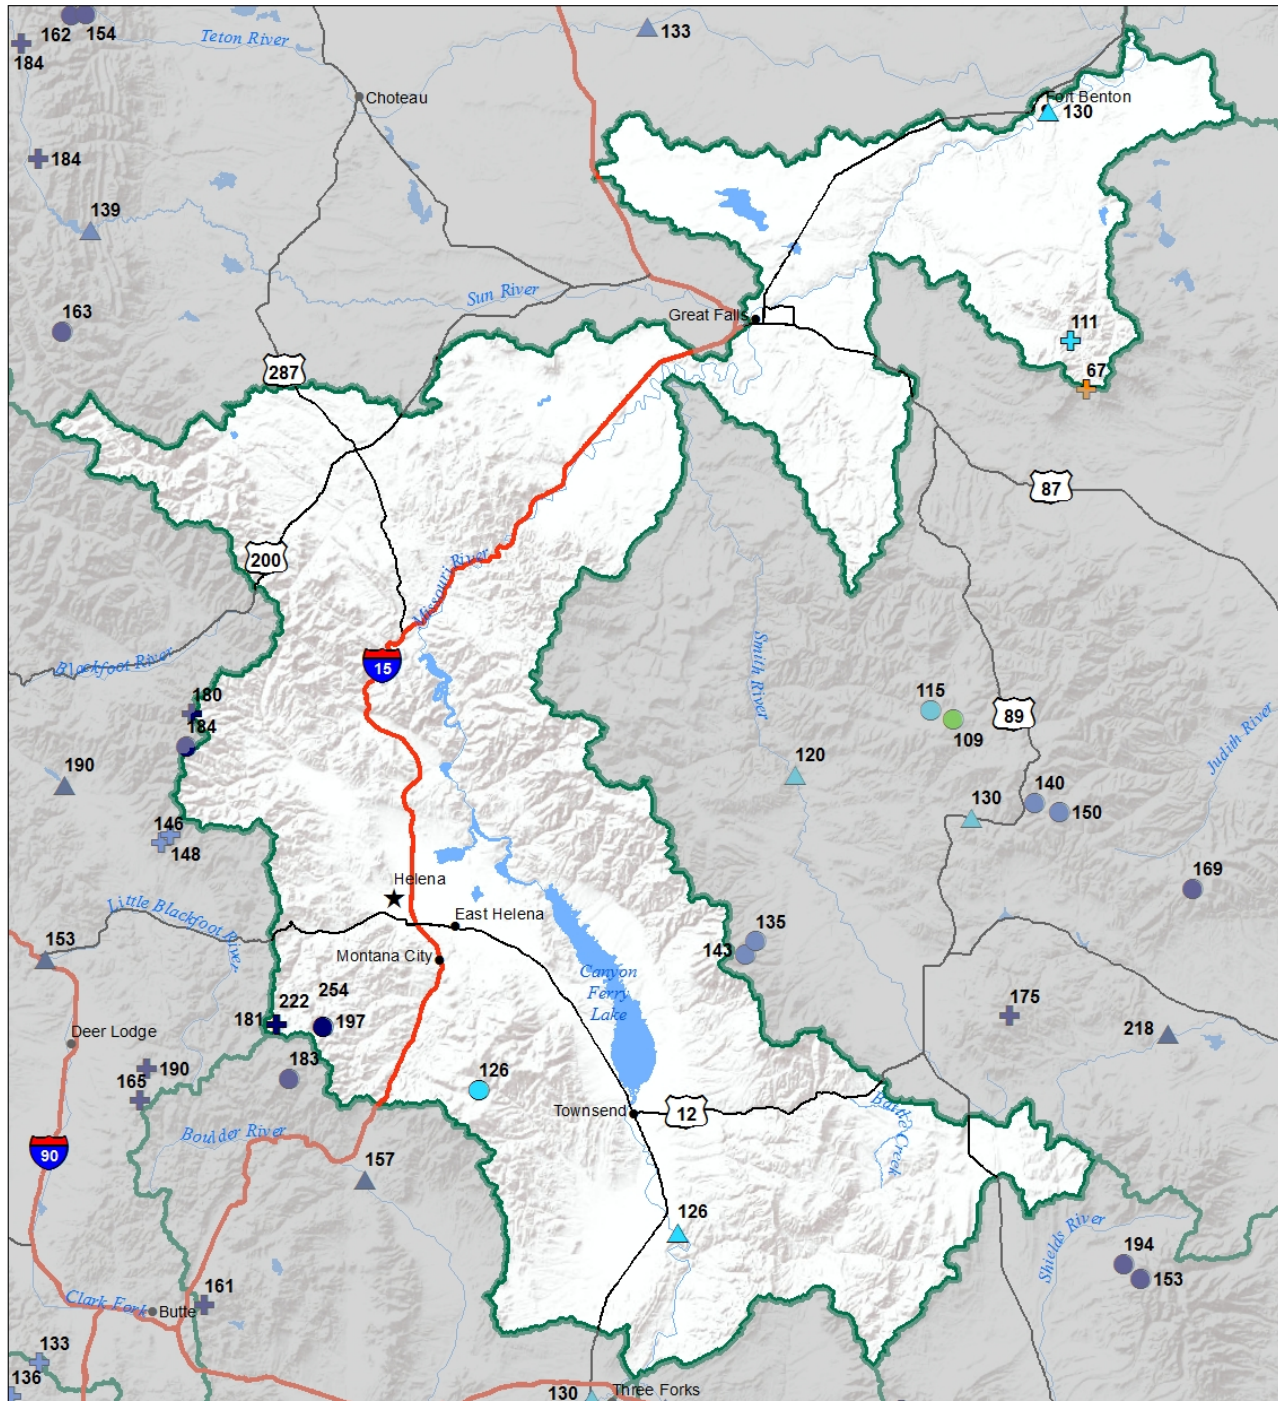 162
154
Teton River
133
184
Choteau
Fort Benton
130
184
139
Sun River
163
Great Falls
111
287
67
87
200
Missouri River
Blackfoot River
15
Smith River
180
115
89
184
109
Judith River
190
120
140
130
150
146
148
169
Helena
Little Blackfoot River
East Helena
135
153
143
Montana City
Canyon
Ferry
Lake
254
222
175
181
197
218
Deer Lodge
183
190
126
165
Battle Creek
Townsend
12
Boulder River
90
157
126
Shields River
194
153
161
Clark Fork
Butte
133
136
130
Three Forks